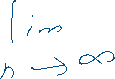 lim
n → ∞